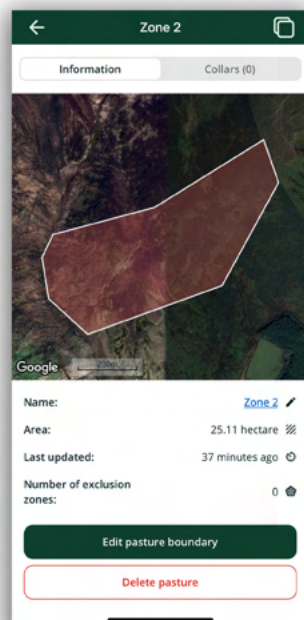 Zone 2
Information Collars (0)
Google 200m
Name: Zone 2
Area: 25.11 hectare
Last updated: 37 minutes ago
Number of exclusion
zones: 0
Edit pasture boundary
Delete pasture